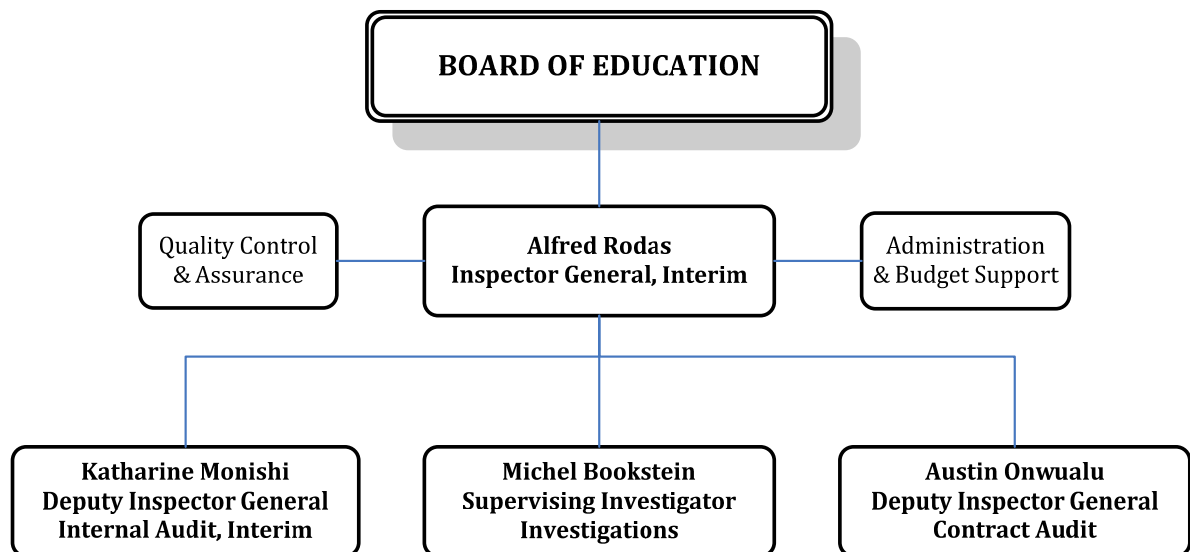 BOARD OF EDUCATION
Quality Control
& Assurance
Alfred Rodas
Inspector General, Interim
Administration
& Budget Support
Katharine Monishi
Deputy Inspector General
Internal Audit, Interim
Michel Bookstein
Supervising Investigator
Investigations
Austin Onwualu
Deputy Inspector General
Contract Audit